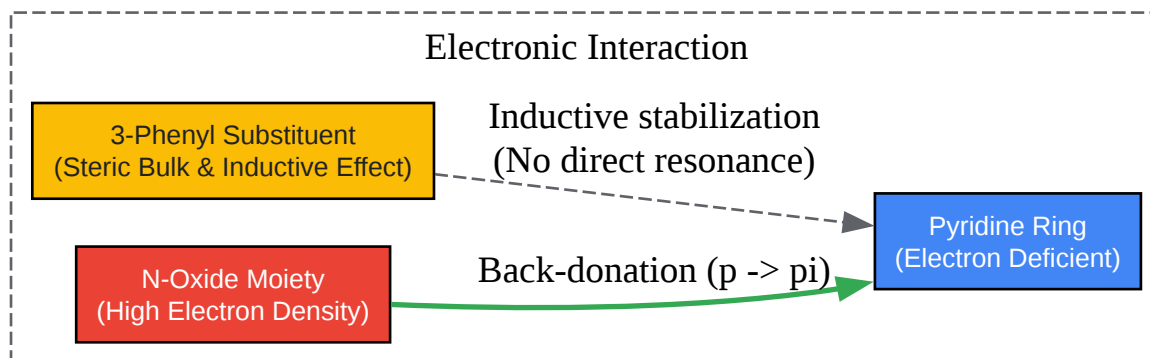 Electronic Interaction
3-Phenyl Substituent
(Steric Bulk & Inductive Effect)
Inductive stabilization
(No direct resonance)
Pyridine Ring
(Electron Deficient)
N-Oxide Moiety
(High Electron Density)
Back-donation (p -> pi)